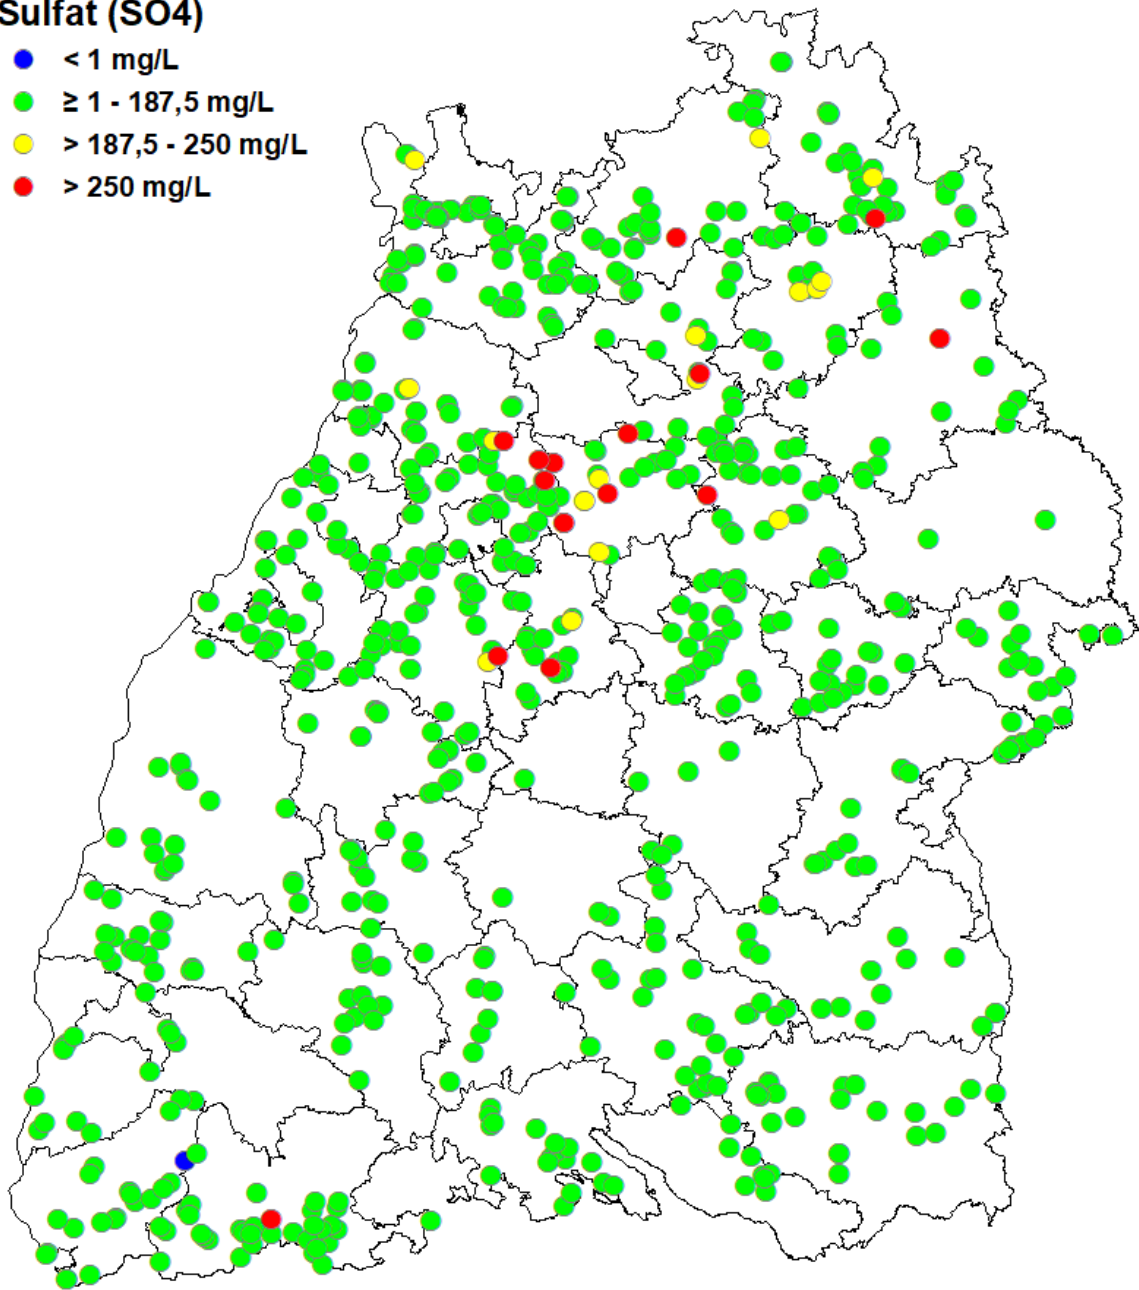 Sulfat (SO4)
< 1 mg/L
≥ 1 - 187,5 mg/L
> 187,5 - 250 mg/L
> 250 mg/L